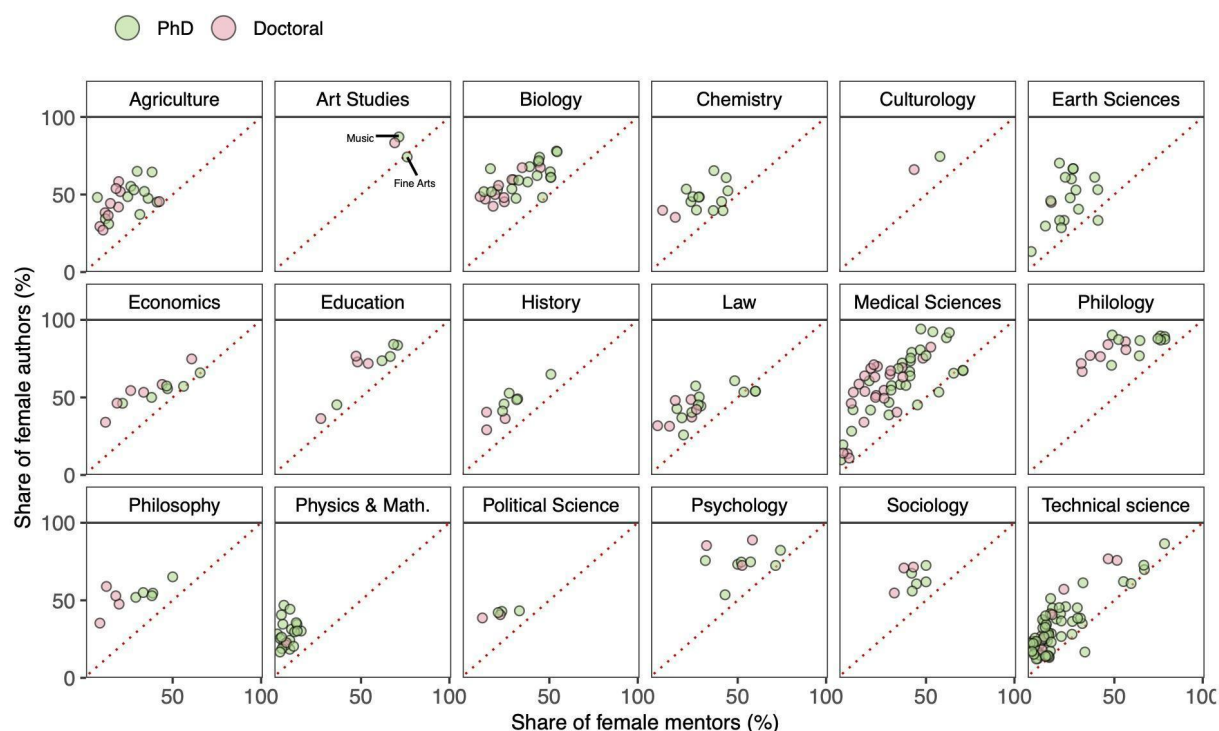 PhD Doctoral
Agriculture Art Studies Biology Chemistry Culturology Earth Sciences
100
50
0
Music
Fine Arts
Economics Education History Law Medical Sciences Philology
100
50
0
Share of female authors (%)
Philosophy Physics & Math. Political Science Psychology Sociology Technical science
100
50
0
50 100 50 100 50 100 50 100 50 100 50 100
Share of female mentors (%)